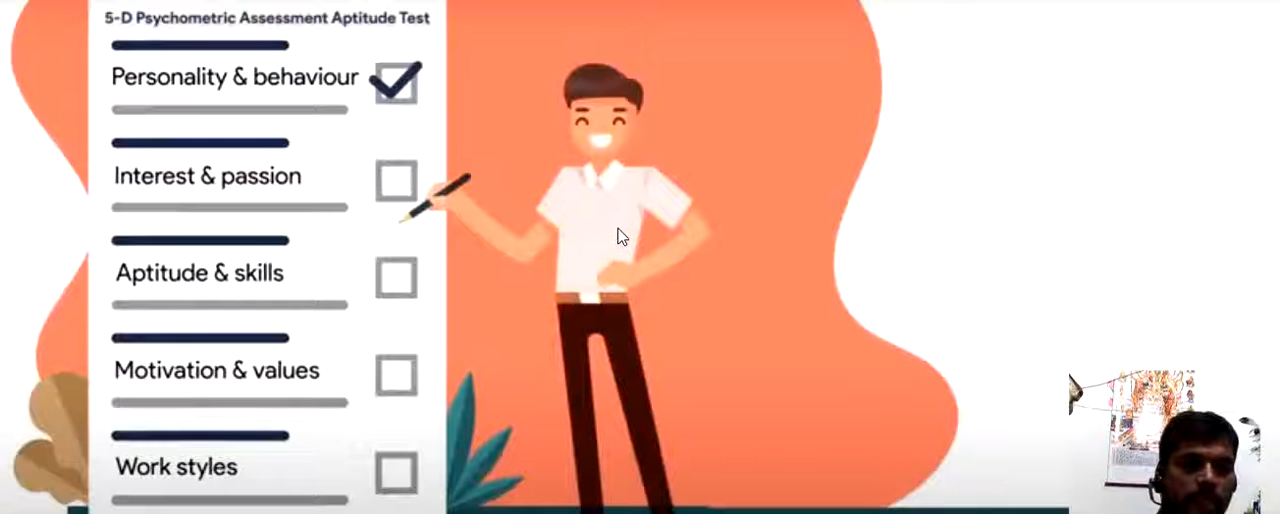 5-D Psychometric Assessment Aptitude Test
Personality & behaviour
Interest & passion
Aptitude & skills
Motivation & values
Work styles